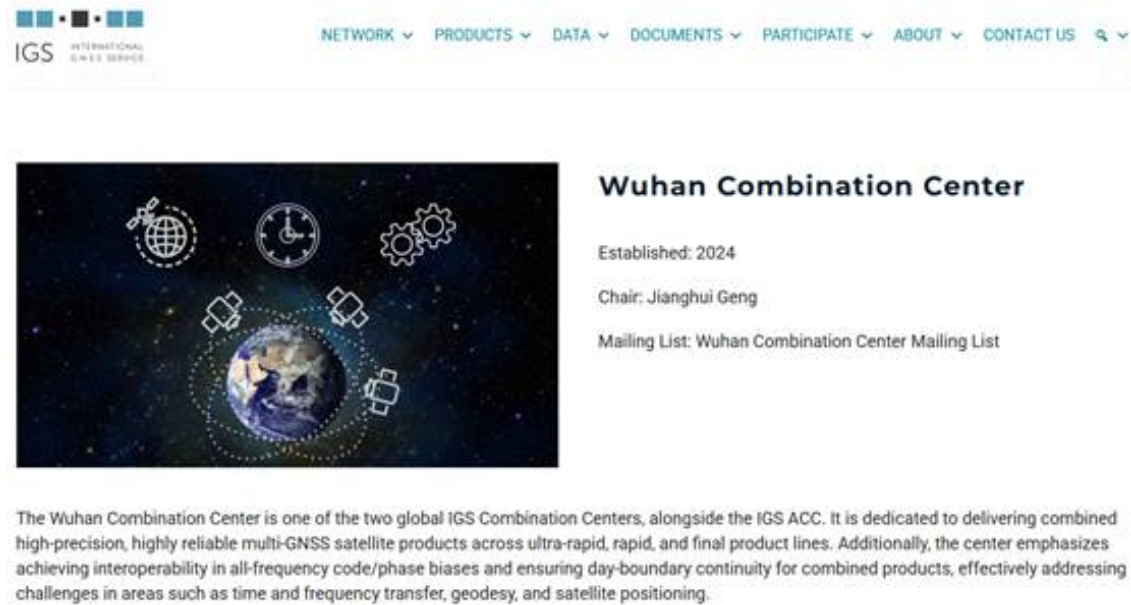 IGS INTERNATIONAL
G N S S SERVICE
NETWORK PRODUCTS DATA DOCUMENTS PARTICIPATE ABOUT CONTACT US
Wuhan Combination Center
Established: 2024
Chair: Jianghui Geng
Mailing List: Wuhan Combination Center Mailing List
The Wuhan Combination Center is one of the two global IGS Combination Centers, alongside the IGS ACC. It is dedicated to delivering combined
high-precision, highly reliable multi-GNSS satellite products across ultra-rapid, rapid, and final product lines. Additionally, the center emphasizes
achieving interoperability in all-frequency code/phase biases and ensuring day-boundary continuity for combined products, effectively addressing
challenges in areas such as time and frequency transfer, geodesy, and satellite positioning.